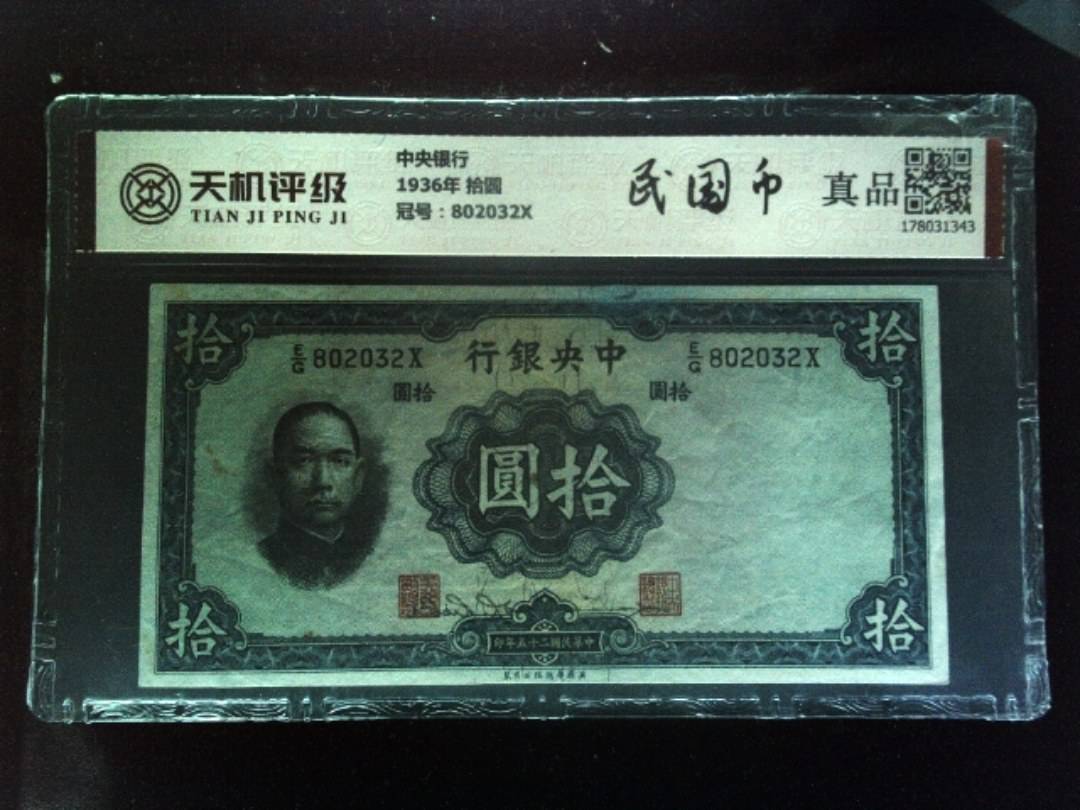 天机评级
TIAN JI PING JI
中央银行
1936年 拾圆
冠号：802032X
民国币
真品
178031343
拾
拾
E/G 802032X
行銀央中
E/G 802032X
圓拾
圓拾
圓拾
拾
拾
印年五十二國民華中